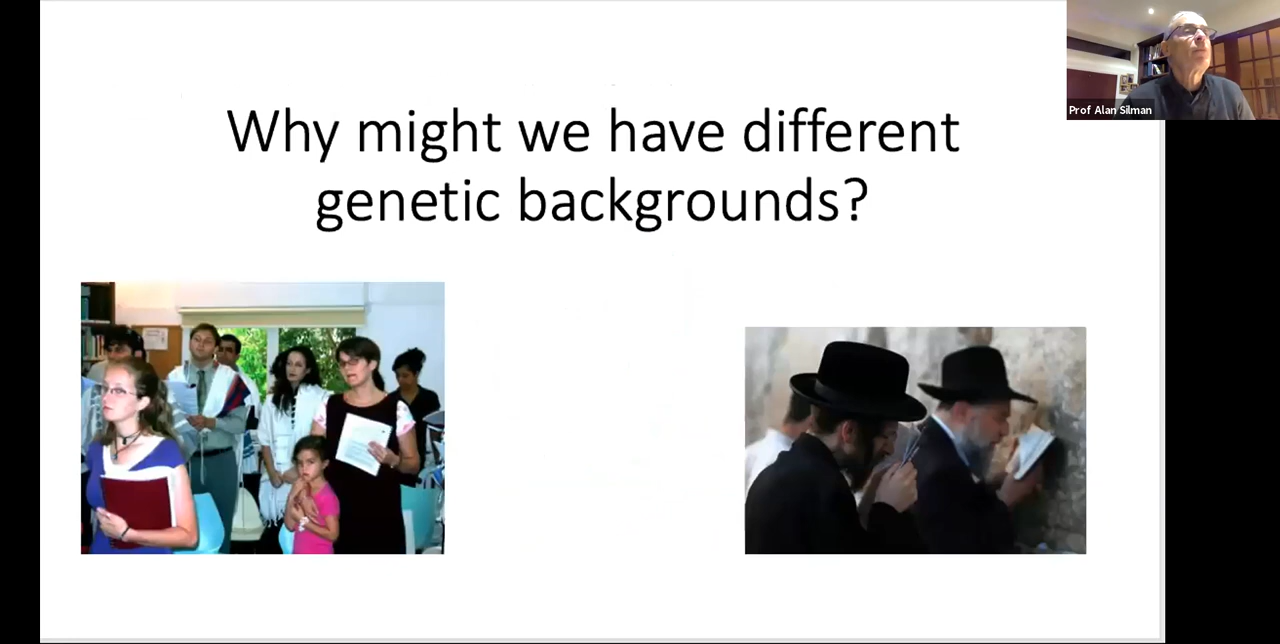 Why might we have different
genetic backgrounds?
Prof Alan Silman